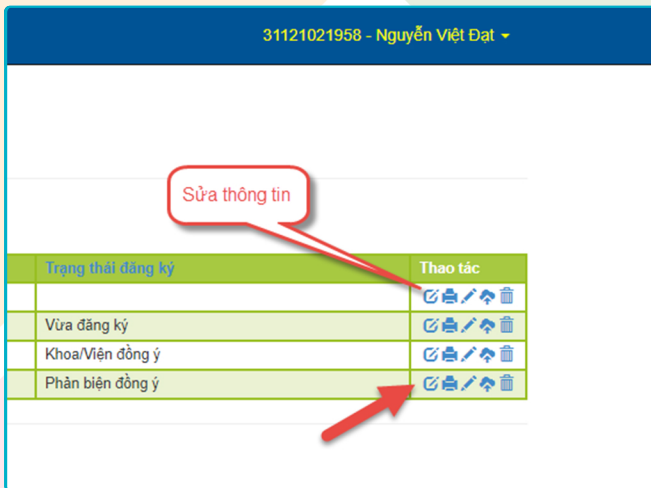 31121021958 - Nguyễn Việt Đạt
Sửa thông tin
Trạng thái đăng ký Thao tác
Vừa đăng ký
Khoa/Viện đồng ý
Phản biện đồng ý